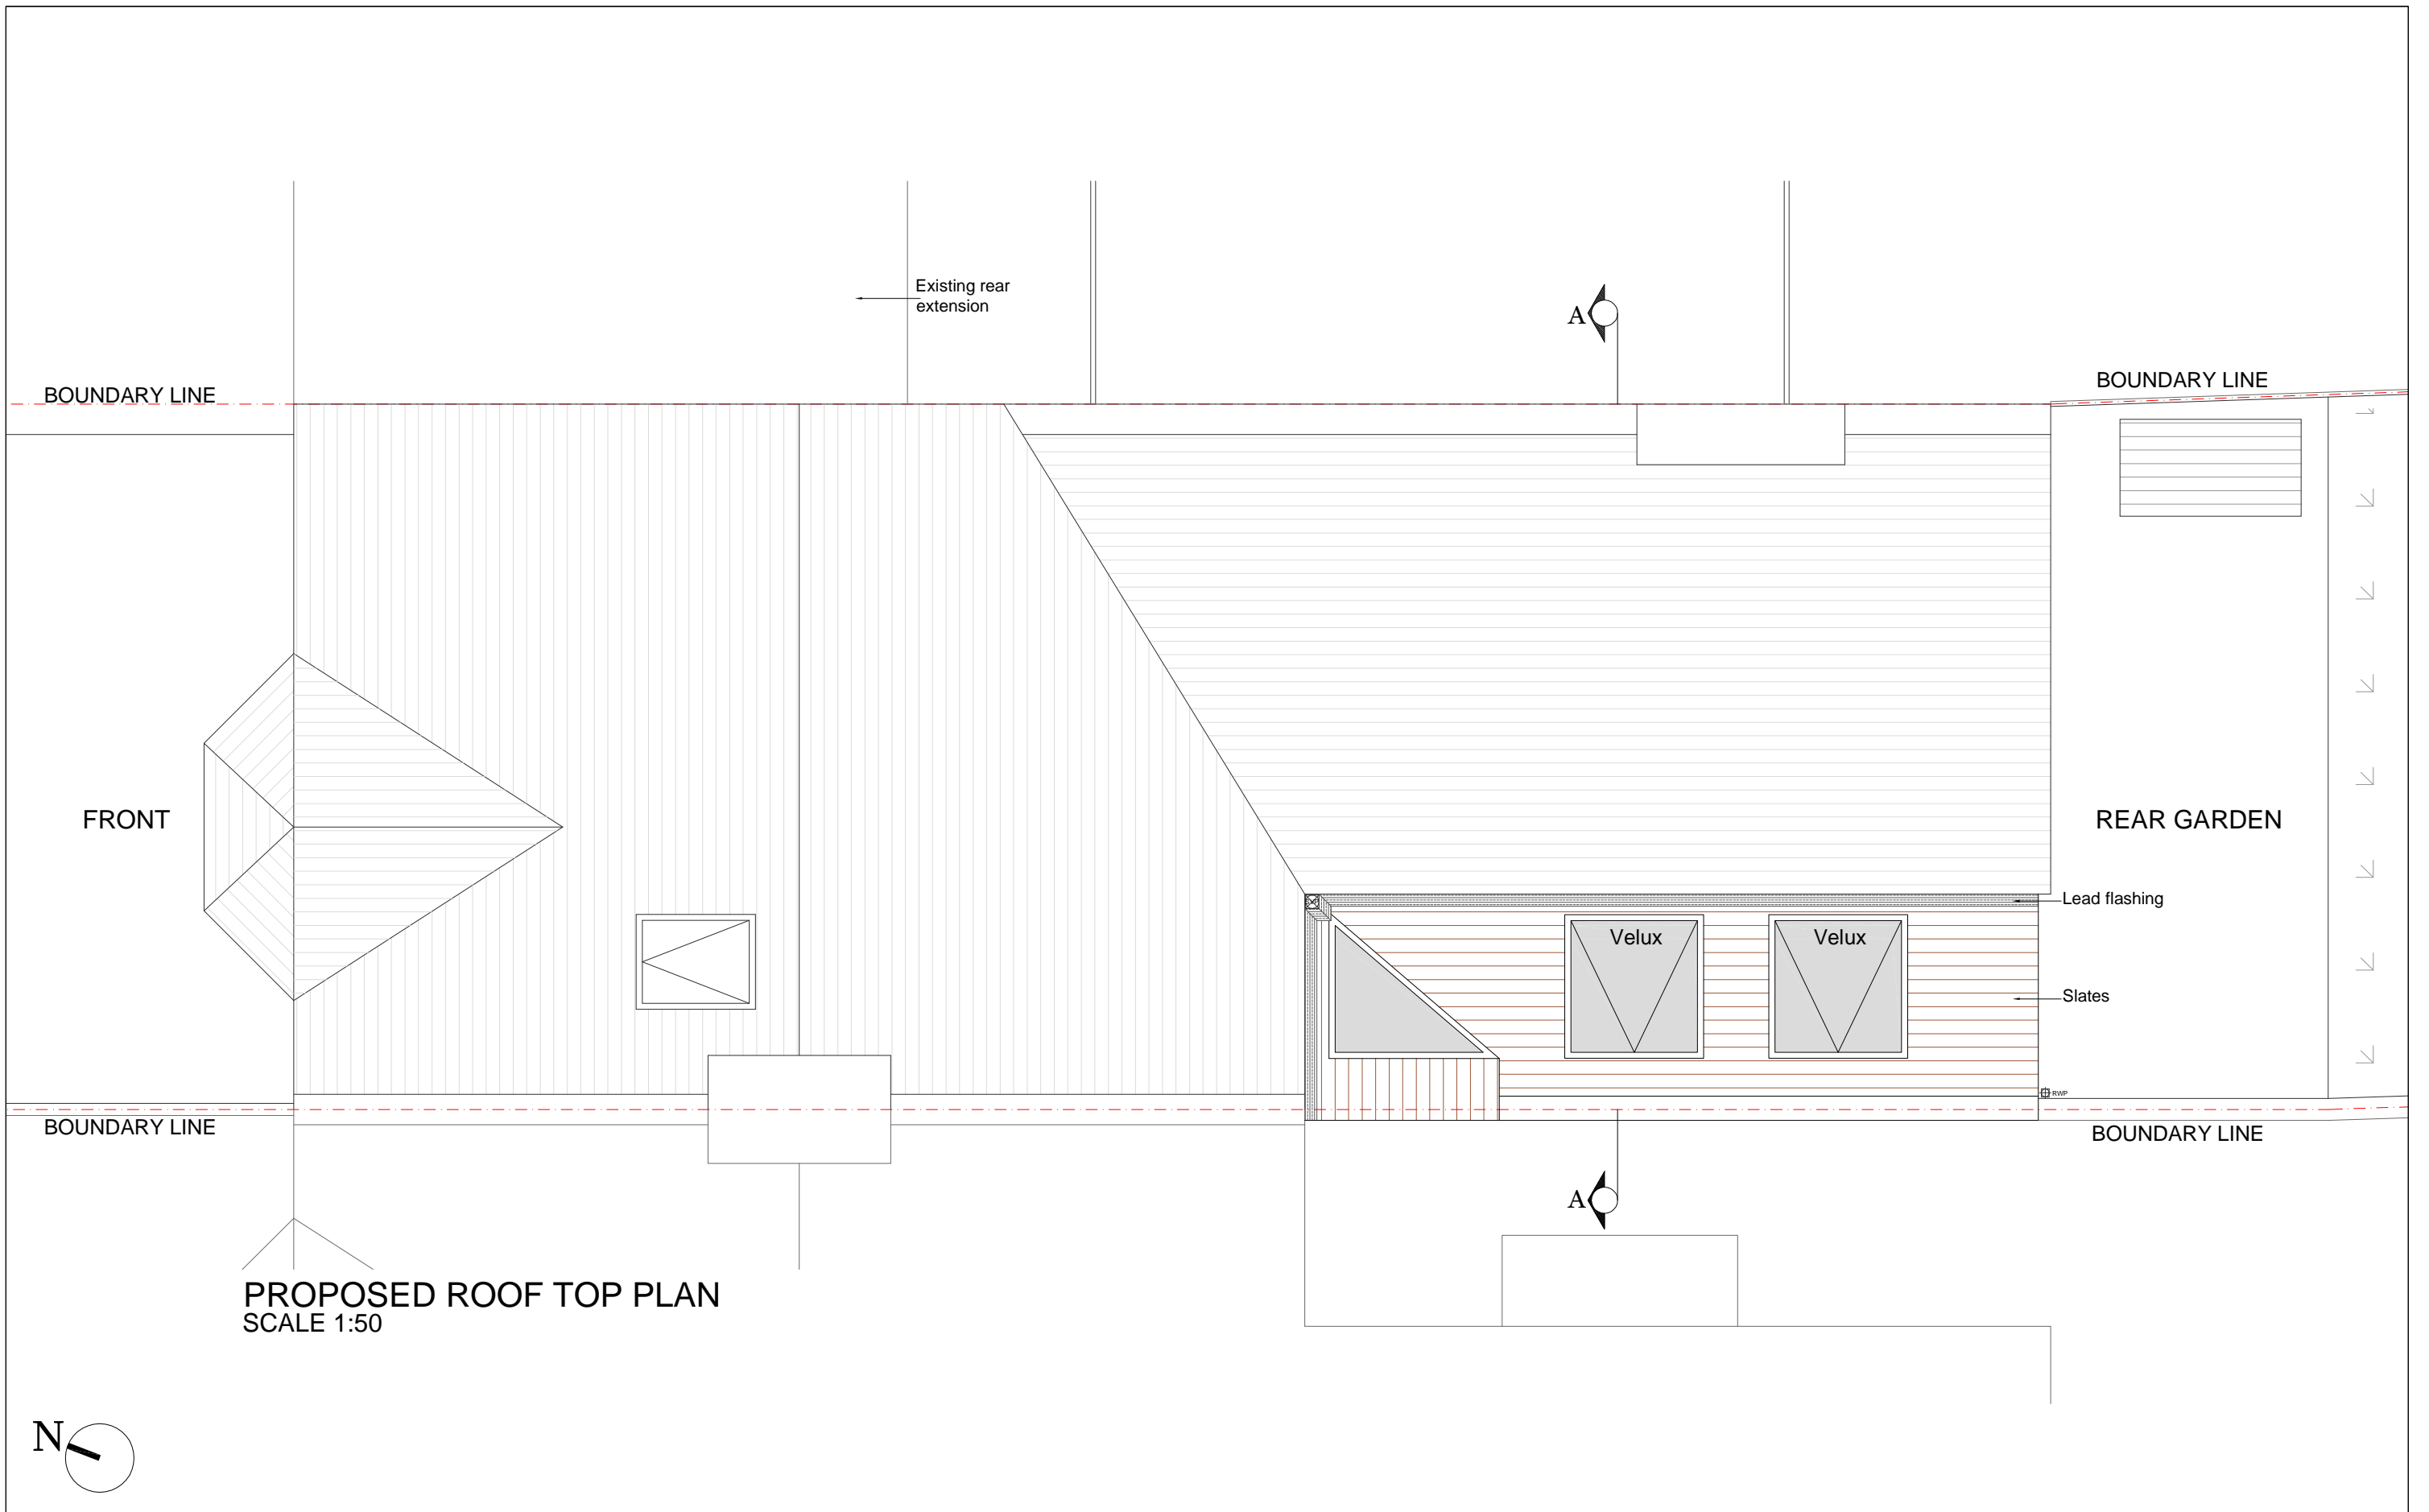 Existing rear
extension
A
BOUNDARY LINE
BOUNDARY LINE
FRONT
REAR GARDEN
Lead flashing
Velux
Velux
Slates
RWP
BOUNDARY LINE
BOUNDARY LINE
A
PROPOSED ROOF TOP PLAN
SCALE 1:50
N